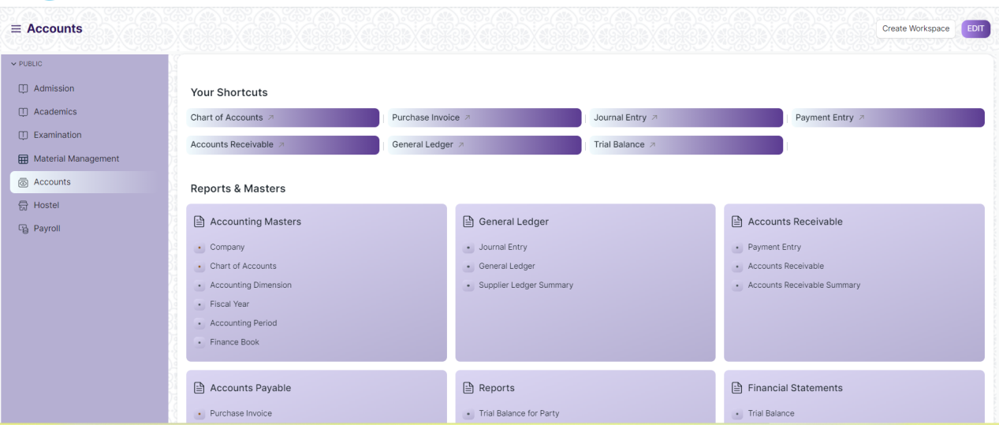 Accounts
Create Workspace
EDIT
PUBLIC
Admission
Academics
Examination
Material Management
Accounts
Hostel
Payroll
Your Shortcuts
Chart of Accounts
Purchase Invoice
Journal Entry
Payment Entry
Accounts Receivable
General Ledger
Trial Balance
Reports & Masters
Accounting Masters
Company
Chart of Accounts
Accounting Dimension
Fiscal Year
Accounting Period
Finance Book
General Ledger
Journal Entry
General Ledger
Supplier Ledger Summary
Accounts Receivable
Payment Entry
Accounts Receivable
Accounts Receivable Summary
Accounts Payable
Purchase Invoice
Reports
Trial Balance for Party
Financial Statements
Trial Balance